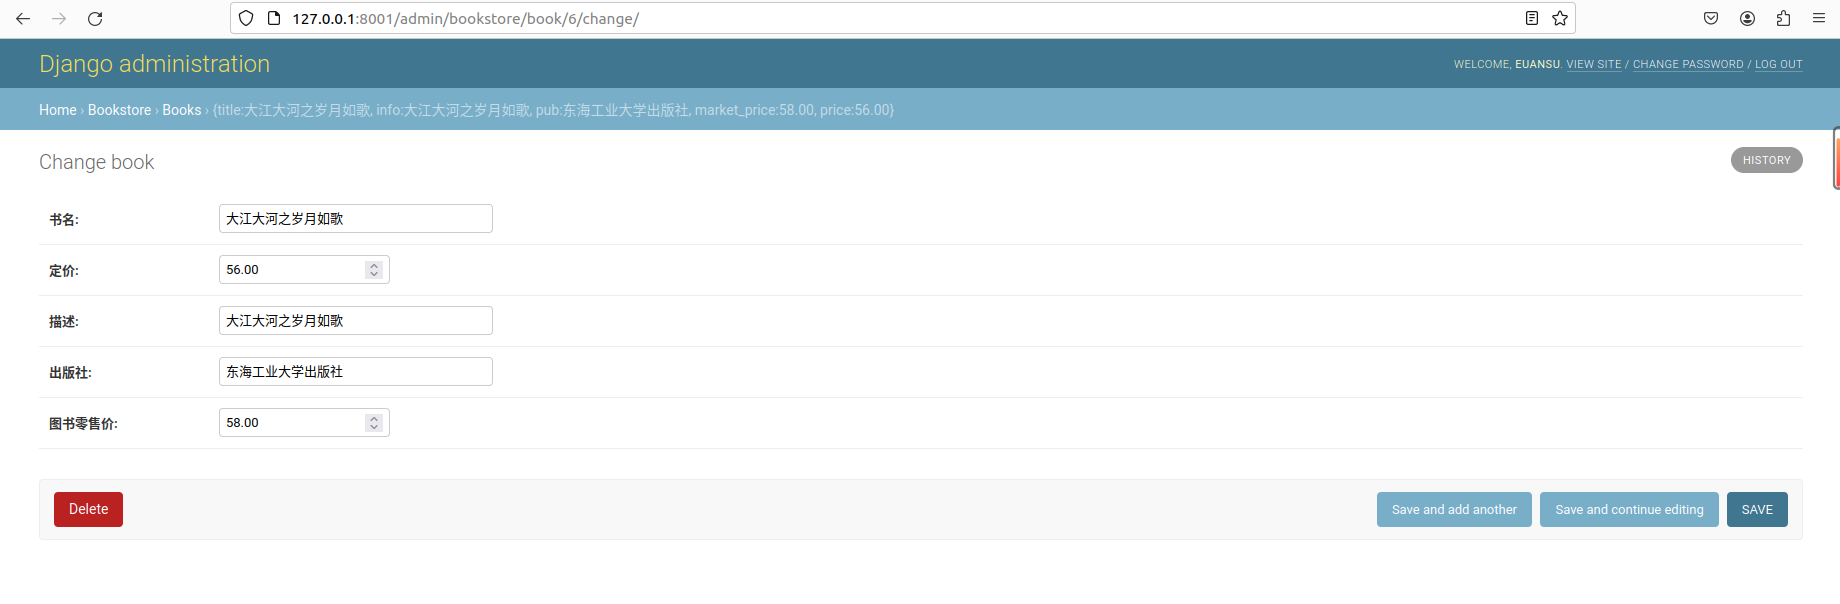 127.0.0.1:8001/admin/bookstore/book/6/change/
Django administration
WELCOME, EUANSU. VIEW SITE / CHANGE PASSWORD / LOG OUT
Home › Bookstore › Books › {title:大江大河之岁月如歌, info:大江大河之岁月如歌, pub:东海工业大学出版社, market_price:58.00, price:56.00}
Change book
HISTORY
书名: 大江大河之岁月如歌
定价: 56.00
描述: 大江大河之岁月如歌
出版社: 东海工业大学出版社
图书零售价: 58.00
Delete Save and add another Save and continue editing SAVE